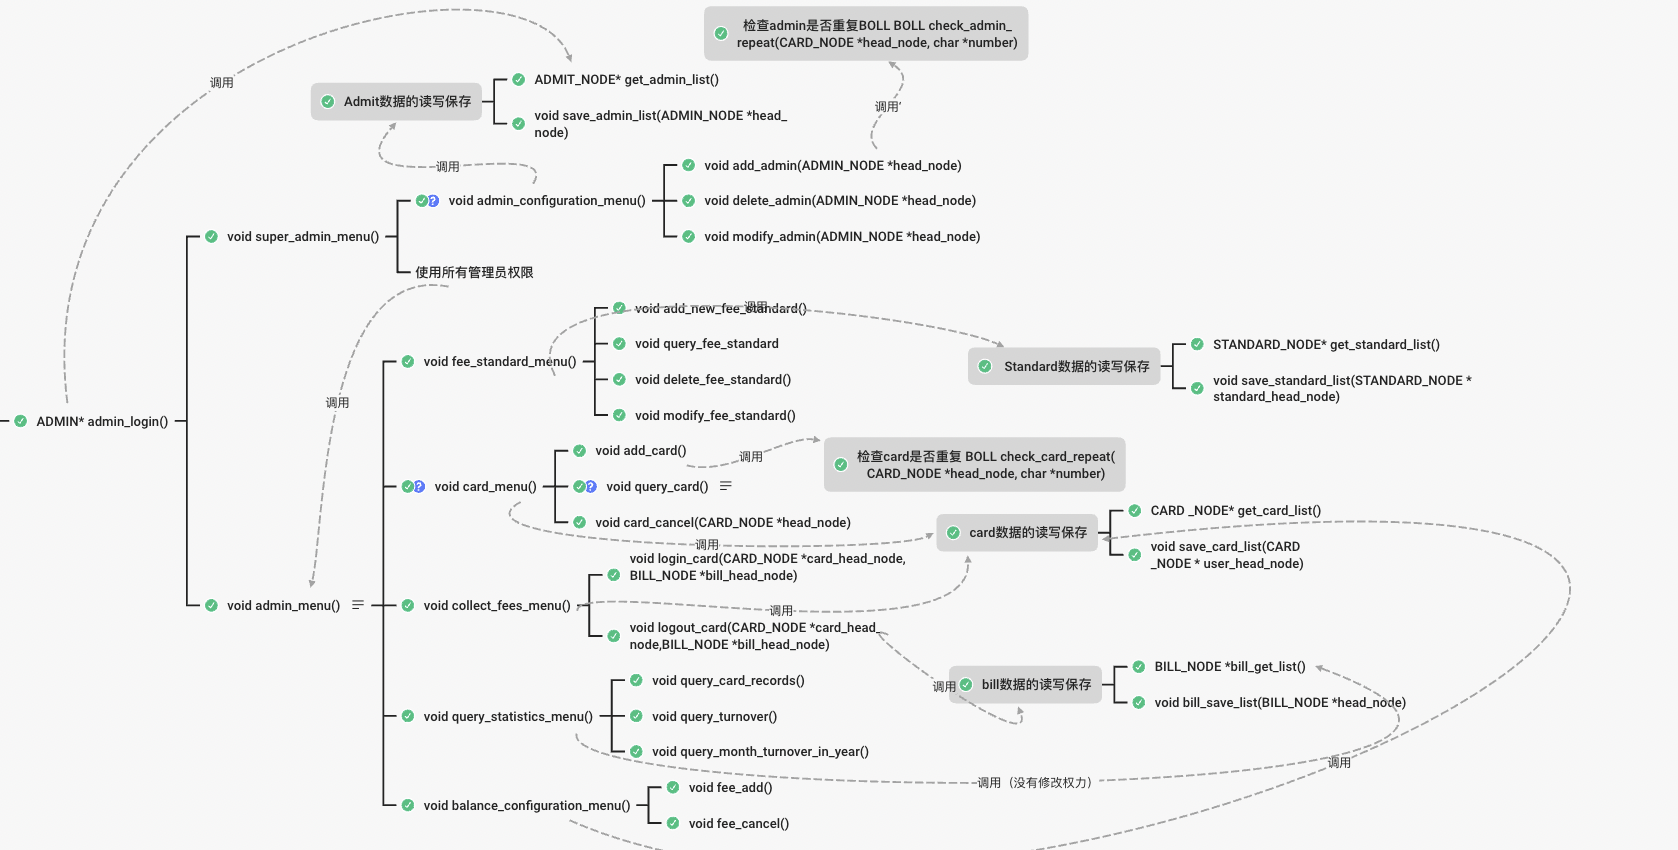 检查admin是否重复BOLL BOLL check_admin_
repeat(CARD_NODE *head_node, char *number)
调用
ADMIT_NODE* get_admin_list()
Admit数据的读写保存
void save_admin_list(ADMIN_NODE *head_
node)
调用'
调用
void add_admin(ADMIN_NODE *head_node)
void admin_configuration_menu()
void delete_admin(ADMIN_NODE *head_node)
void super_admin_menu()
void modify_admin(ADMIN_NODE *head_node)
使用所有管理员权限
调用
void add_new_fee_standard()
void query_fee_standard
void fee_standard_menu()
void delete_fee_standard()
void modify_fee_standard()
STANDARD_NODE* get_standard_list()
Standard数据的读写保存
void save_standard_list(STANDARD_NODE *
standard_head_node)
调用
ADMIN* admin_login()
void add_card()
调用
检查card是否重复 BOLL check_card_repeat(
CARD_NODE *head_node, char *number)
void card_menu()
void query_card()
void card_cancel(CARD_NODE *head_node)
调用
CARD _NODE* get_card_list()
card数据的读写保存
void save_card_list(CARD
_NODE * user_head_node)
void login_card(CARD_NODE *card_head_node,
BILL_NODE *bill_head_node)
void admin_menu()
void collect_fees_menu()
调用
void logout_card(CARD_NODE *card_head_
node,BILL_NODE *bill_head_node)
BILL_NODE *bill_get_list()
调用
bill数据的读写保存
void bill_save_list(BILL_NODE *head_node)
void query_card_records()
void query_statistics_menu()
void query_turnover()
void query_month_turnover_in_year()
调用
调用（没有修改权力）
void fee_add()
void balance_configuration_menu()
void fee_cancel()